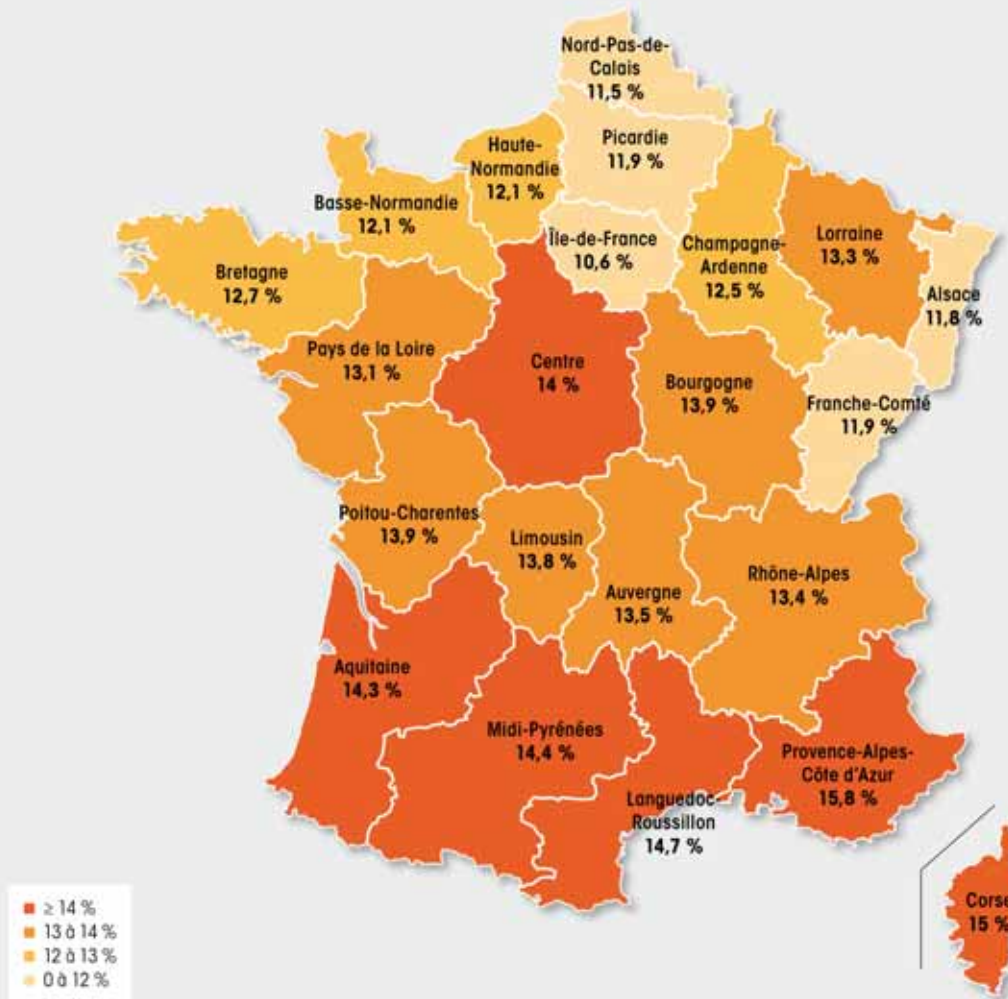 Nord-Pas-de-
Calais
11,5 %
Picardie
11,9 %
Haute-
Normandie
12,1 %
Basse-Normandie
12,1 %
Île-de-France
10,6 %
Champagne-
Ardenne
12,5 %
Lorraine
13,3 %
Alsace
11,8 %
Bretagne
12,7 %
Pays de la Loire
13,1 %
Centre
14 %
Bourgogne
13,9 %
Franche-Comté
11,9 %
Poitou-Charentes
13,9 %
Limousin
13,8 %
Auvergne
13,5 %
Rhône-Alpes
13,4 %
Aquitaine
14,3 %
Midi-Pyrénées
14,4 %
Languedoc-
Roussillon
14,7 %
Provence-Alpes-
Côte d'Azur
15,8 %
Corse
15 %
≥ 14 %
13 à 14 %
12 à 13 %
0 à 12 %